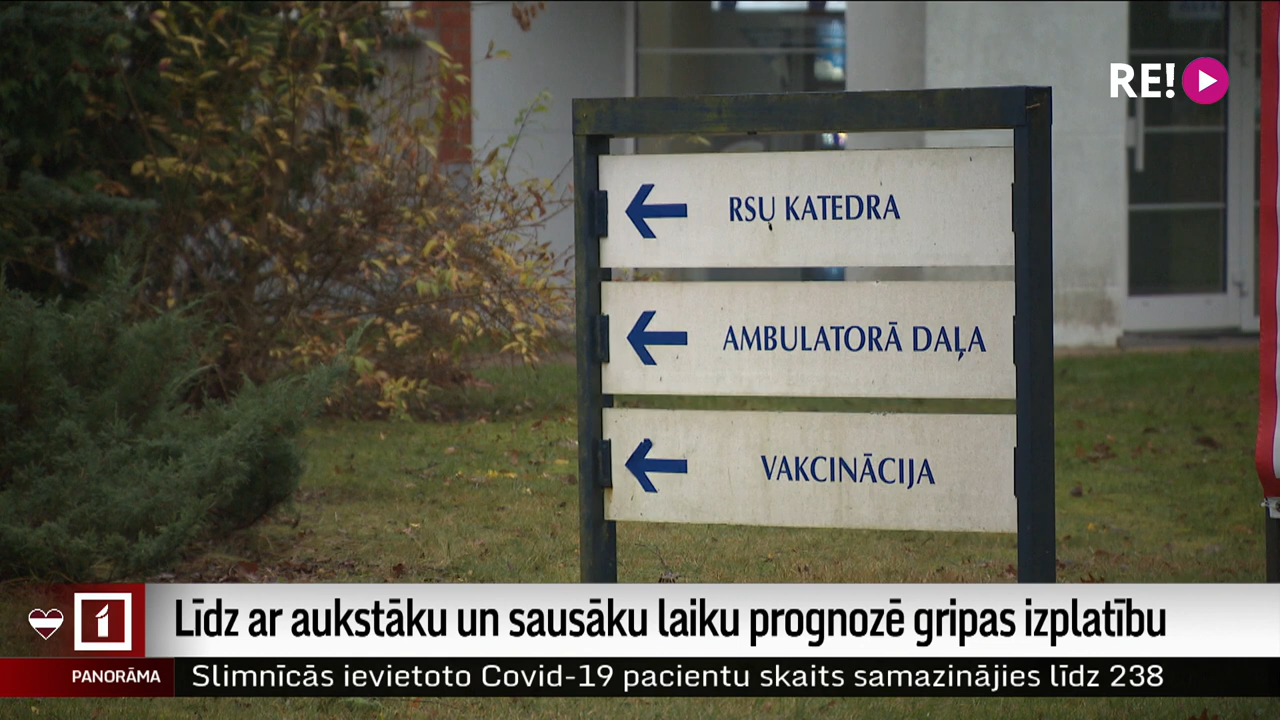 RE!
RSU KATEDRA
AMBULATORĀ DAĻA
VAKCINĀCIJA
1
Līdz ar aukstāku un sausāku laiku prognozē gripas izplatību
PANORĀMA
Slimnīcās ievietoto Covid-19 pacientu skaits samazinājies līdz 238